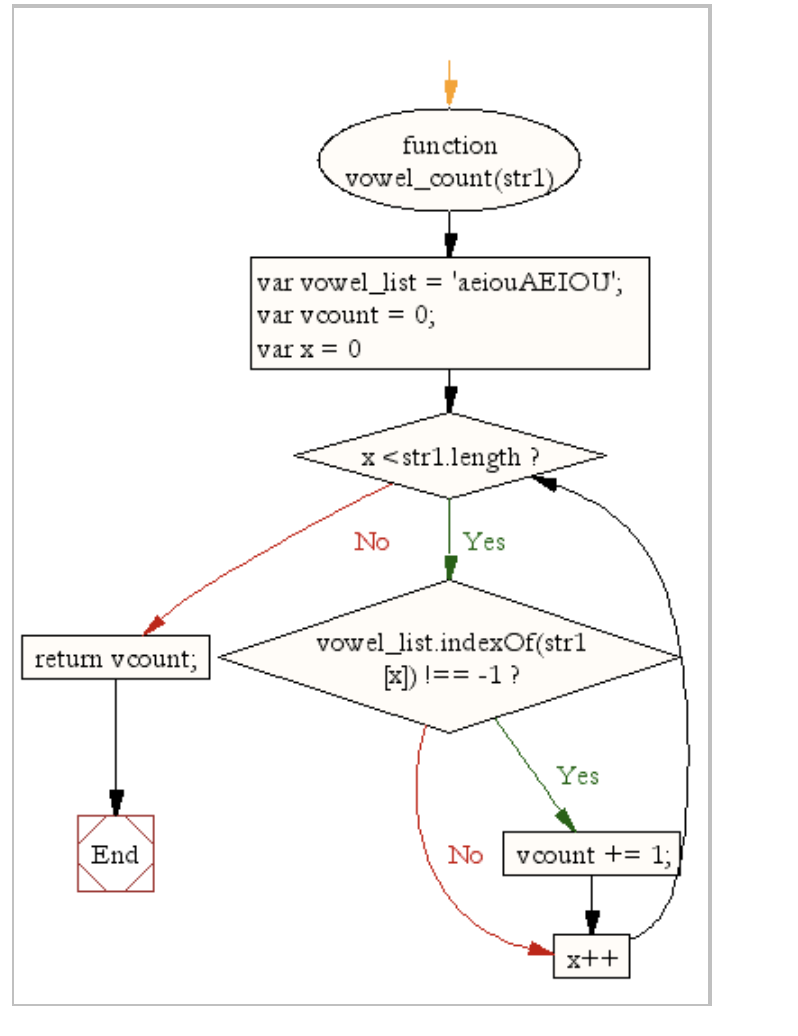 function
vowel_count(str1)
var vowel_list = 'aeiouAEIOU';
var vcount = 0;
var x = 0
x <str1.length ?
No
Yes
return vcount;
vowel_list.indexOf(str1
[x]) !== -1 ?
Yes
No
vcount += 1;
End
x++